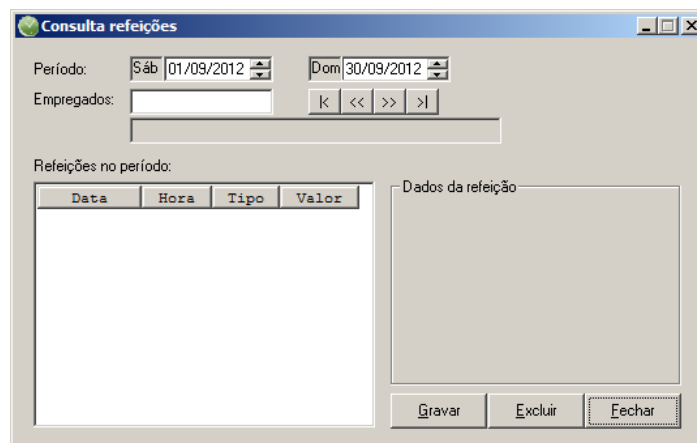 Consulta refeições
Período: Sáb 01/09/2012 Dom 30/09/2012
Empregados: |< << >> >|
Refeições no período:
Data Hora Tipo Valor
Dados da refeição
Gravar Excluir Fechar